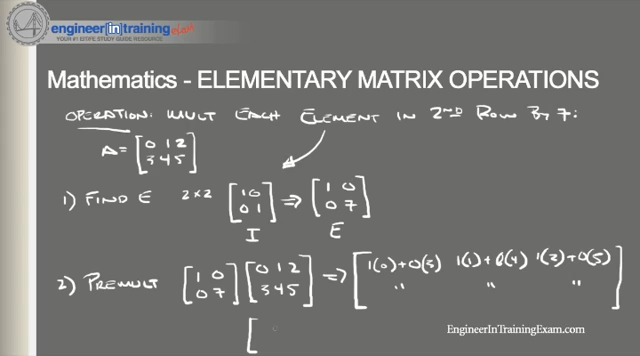 engineer[in]training exam
YOUR #1 EIT/FE STUDY GUIDE RESOURCE
Mathematics - ELEMENTARY MATRIX OPERATIONS
OPERATION: MULT EACH ELEMENT IN 2ND ROW BY 7:
A = [0 1 2
3 4 5]
1) FIND E 2x2 [1 0 ⇒ [1 0
0 1] 0 7]
I E
2) PREMULT [1 0 [0 1 2 ⇒ [1(0)+0(3) 1(1)+0(4) 1(2)+0(5)
0 7] 3 4 5] " " "]
[
EngineerInTrainingExam.com